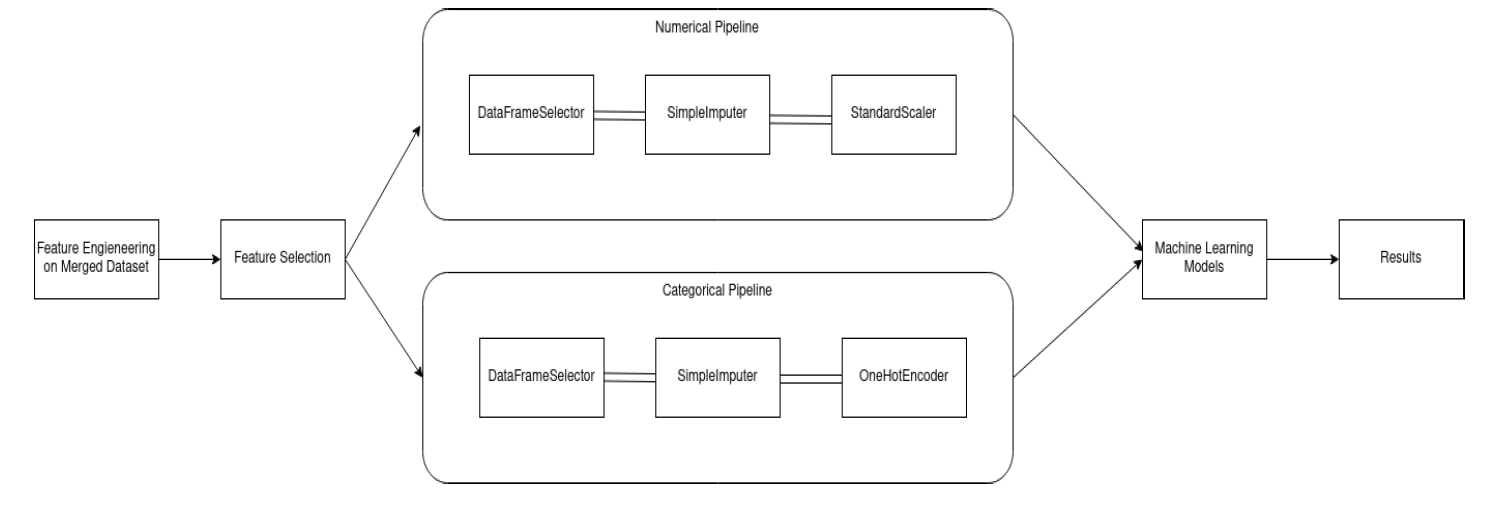 Numerical Pipeline
DataFrameSelector
SimpleImputer
StandardScaler
Feature Engieneering
on Merged Dataset
Feature Selection
Machine Learning
Models
Results
Categorical Pipeline
DataFrameSelector
SimpleImputer
OneHotEncoder